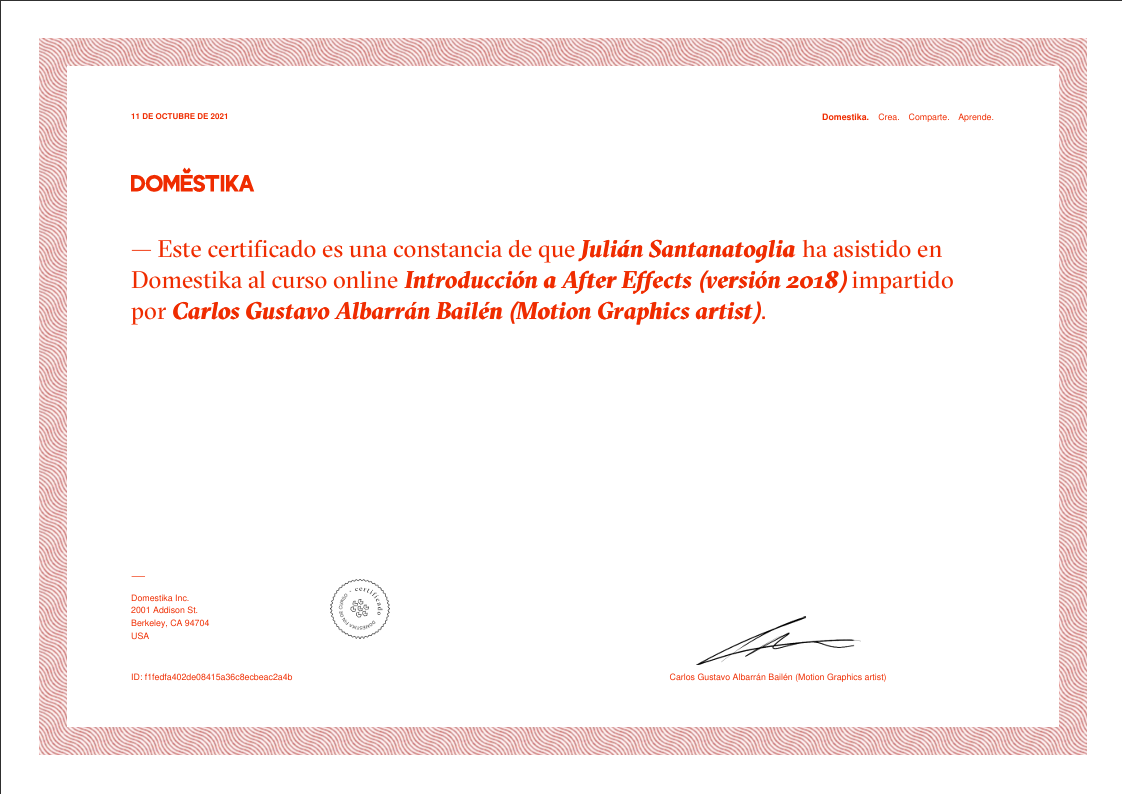 11 DE OCTUBRE DE 2021
Domestika. Crea. Comparte. Aprende.
DOMESTIKA
— Este certificado es una constancia de que Julián Santanatoglia ha asistido en
Domestika al curso online Introducción a After Effects (versión 2018) impartido
por Carlos Gustavo Albarrán Bailén (Motion Graphics artist).
—
Domestika Inc.
2001 Addison St.
Berkeley, CA 94704
USA
certificado
ID: f1fedfa402de08415a36c8ecbeac2a4b
Carlos Gustavo Albarrán Bailén (Motion Graphics artist)